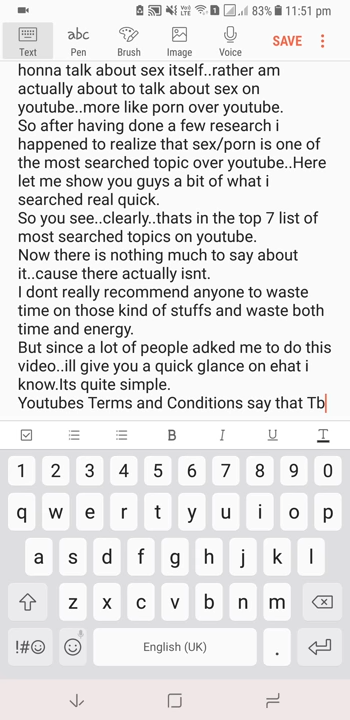 83% 11:51 pm
Text
abc
Pen
Brush
Image
Voice
SAVE
honna talk about sex itself..rather am
actually about to talk about sex on
youtube..more like porn over youtube.
So after having done a few research i
happened to realize that sex/porn is one of
the most searched topic over youtube..Here
let me show you guys a bit of what i
searched real quick.
So you see..clearly..thats in the top 7 list of
most searched topics on youtube.
Now there is nothing much to say about
it..cause there actually isnt.
I dont really recommend anyone to waste
time on those kind of stuffs and waste both
time and energy.
But since a lot of people adked me to do this
video..ill give you a quick glance on ehat i
know.Its quite simple.
Youtubes Terms and Conditions say that Tb
B I U T
1 2 3 4 5 6 7 8 9 0
q w e r t y u i o p
a s d f g h j k l
z x c v b n m
!#☺ English (UK) .